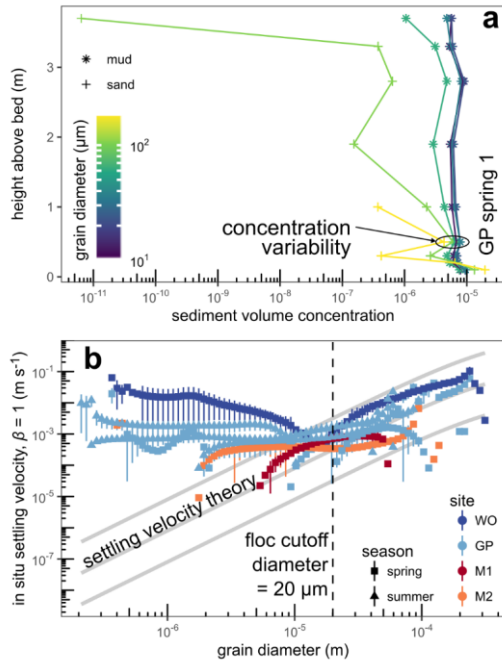 a
height above bed (m)
3
2
1
0
mud
sand
grain diameter (µm)
10²
10¹
concentration
variability
GP spring 1
10⁻¹¹
10⁻¹⁰
10⁻⁹
10⁻⁸
10⁻⁷
10⁻⁶
10⁻⁵
sediment volume concentration
b
in situ settling velocity, β = 1 (m s⁻¹)
10⁻¹
10⁻³
10⁻⁵
10⁻⁷
settling velocity theory
floc cutoff
diameter
= 20 µm
season
spring
summer
site
WO
GP
M1
M2
10⁻⁶
10⁻⁵
10⁻⁴
grain diameter (m)